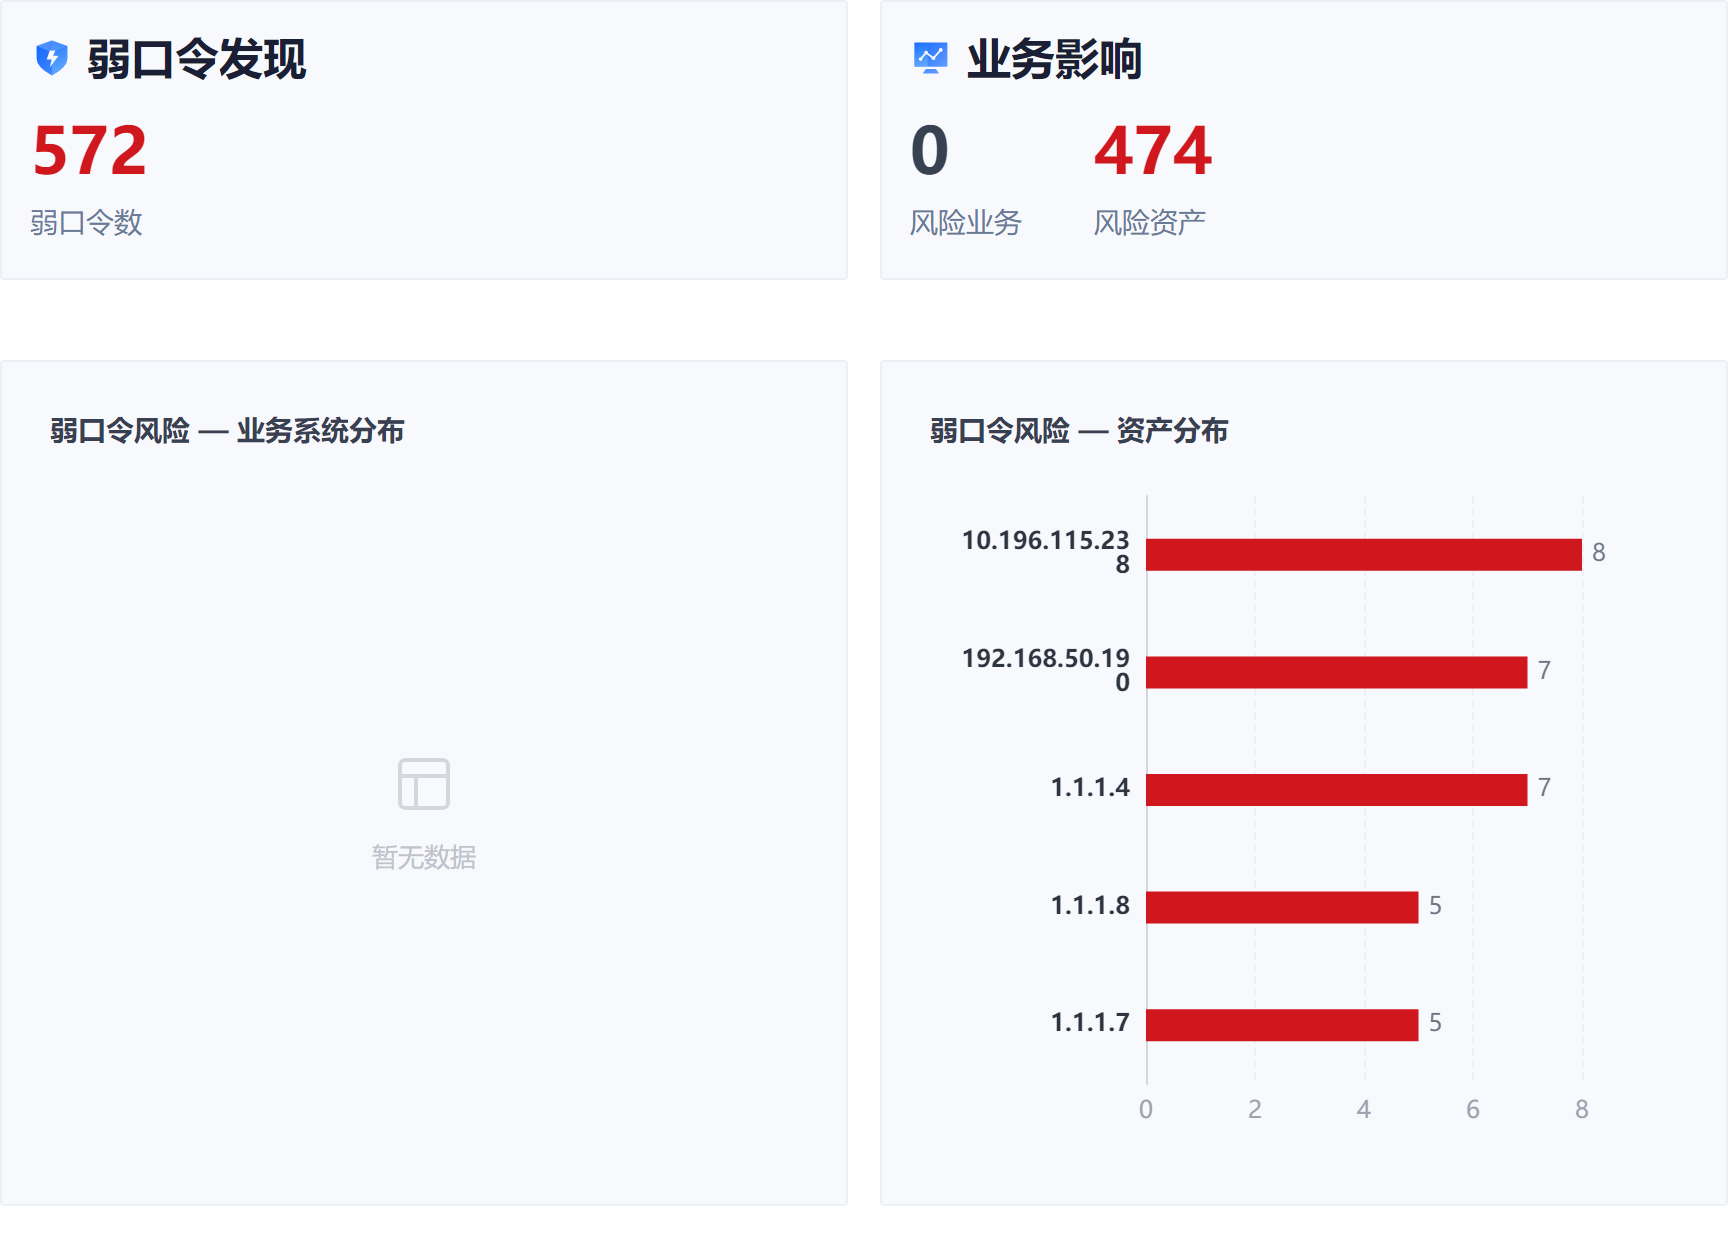 弱口令发现
572
弱口令数
业务影响
0
474
风险业务
风险资产
弱口令风险 — 业务系统分布
暂无数据
弱口令风险 — 资产分布
10.196.115.23
8
8
192.168.50.19
0
7
1.1.1.4
7
1.1.1.8
5
1.1.1.7
5
0 2 4 6 8